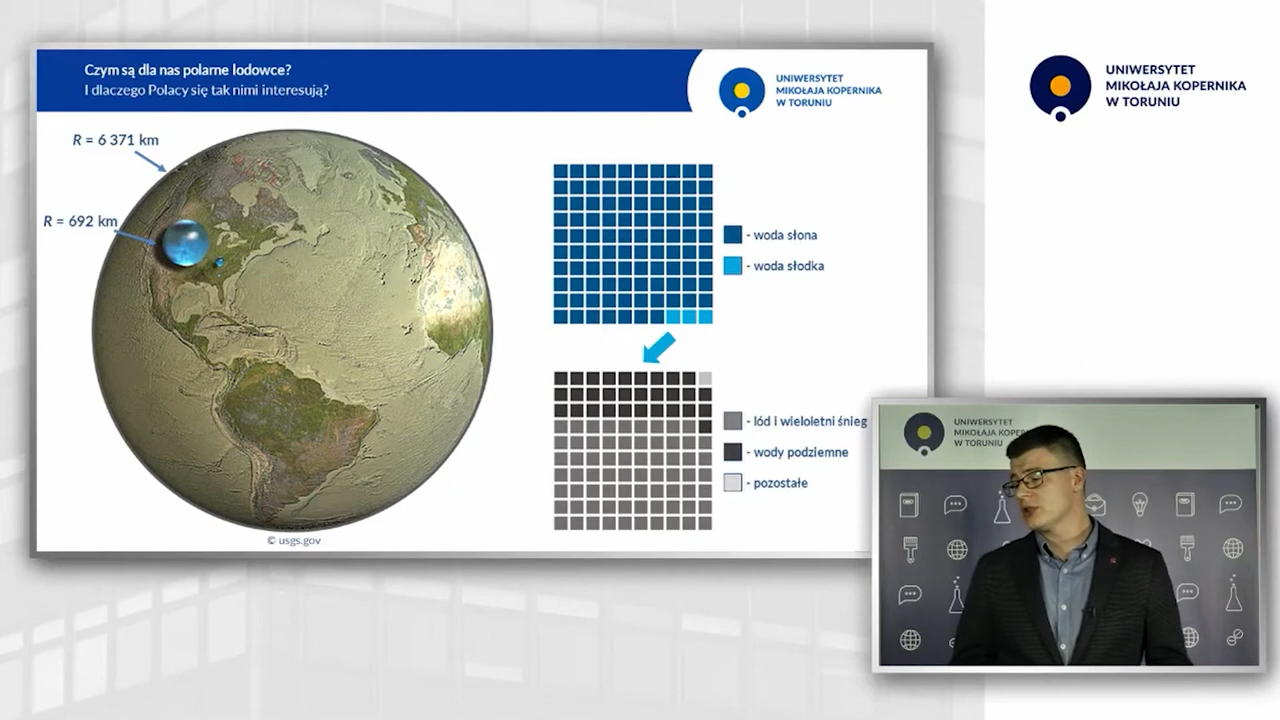 Czym są dla nas polarne lodowce?
I dlaczego Polacy się tak nimi interesują?
UNIWERSYTET
MIKOŁAJA KOPERNIKA
W TORUNIU
UNIWERSYTET
MIKOŁAJA KOPERNIKA
W TORUNIU
R = 6 371 km
R = 692 km
- woda słona
- woda słodka
- lód i wieloletni śnieg
- wody podziemne
- pozostałe
© usgs.gov
UNIWERSYTET
MIKOŁAJA KOPER
W TORUNIU